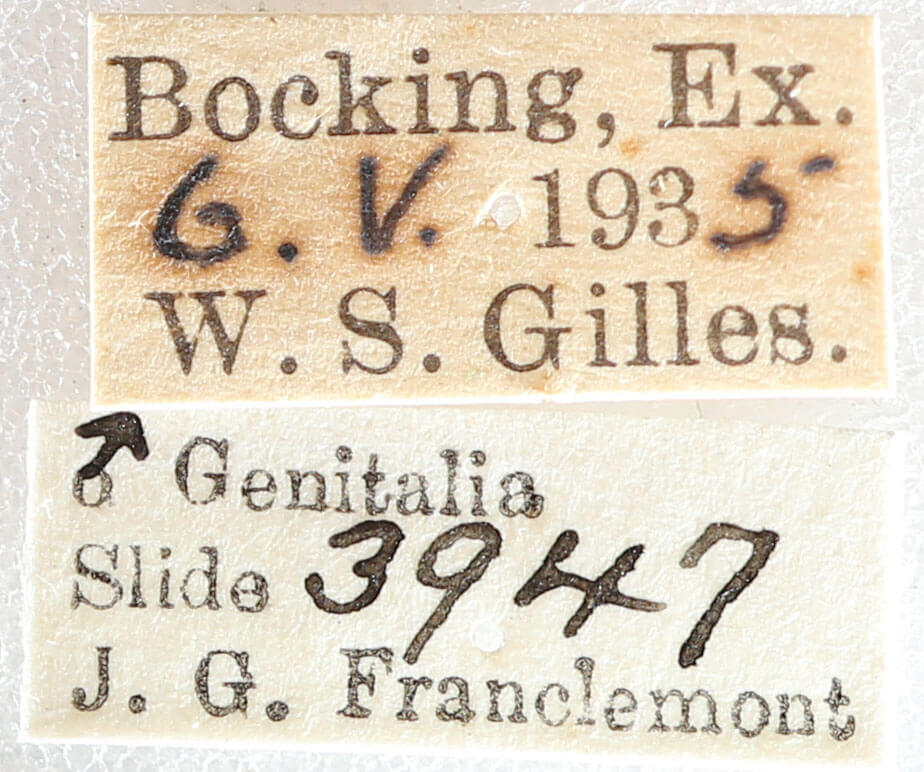 Bocking, Ex.
6. V. 1935
W. S. Gilles.
♂ Genitalia
Slide 3947
J. G. Franclemont